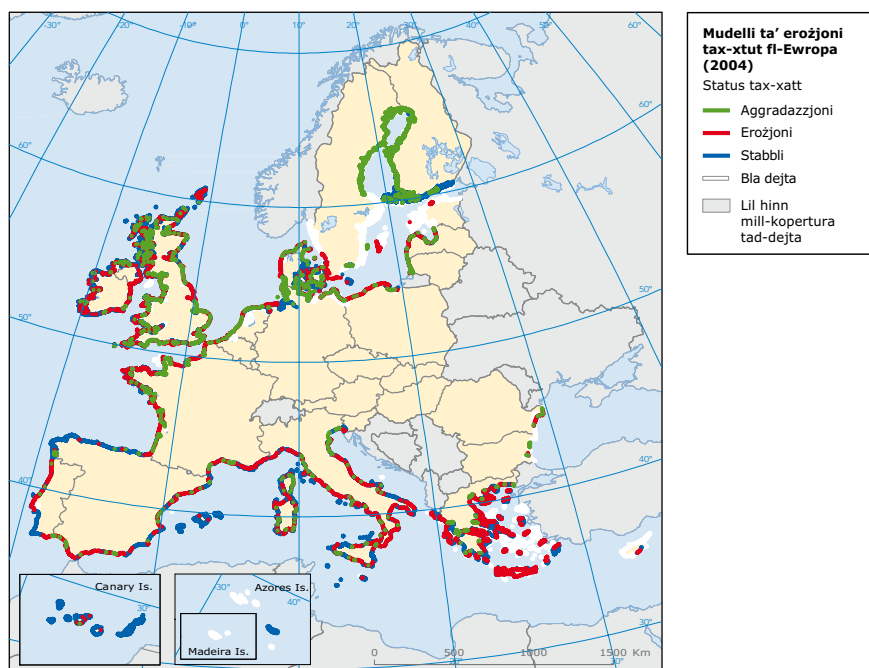 Mudelli ta’ erożjoni
tax-xtut fl-Ewropa
(2004)
Status tax-xatt
Aggradazzjoni
Erożjoni
Stabbli
Bla dejta
Lil hinn
mill-kopertura
tad-dejta
30°
20°
10°
0°
10°
20°
30°
40°
50°
60°
60°
60°
50°
50°
40°
40°
Canary Is.
30°
Azores Is.
30°
30°
Madeira Is.
0 500 1000 1500 Km
20°
30°